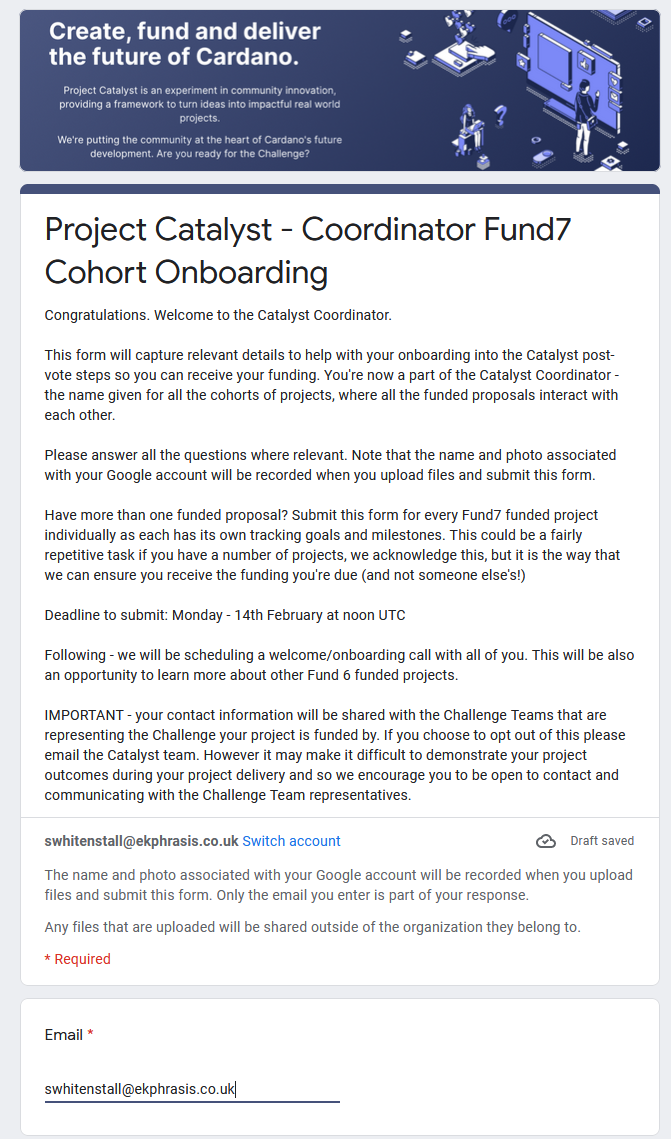 Create, fund and deliver
the future of Cardano.
Project Catalyst is an experiment in community innovation,
providing a framework to turn ideas into impactful real world
projects.
We're putting the community at the heart of Cardano's future
development. Are you ready for the Challenge?
Project Catalyst - Coordinator Fund7
Cohort Onboarding
Congratulations. Welcome to the Catalyst Coordinator.
This form will capture relevant details to help with your onboarding into the Catalyst post-
vote steps so you can receive your funding. You're now a part of the Catalyst Coordinator -
the name given for all the cohorts of projects, where all the funded proposals interact with
each other.
Please answer all the questions where relevant. Note that the name and photo associated
with your Google account will be recorded when you upload files and submit this form.
Have more than one funded proposal? Submit this form for every Fund7 funded project
individually as each has its own tracking goals and milestones. This could be a fairly
repetitive task if you have a number of projects, we acknowledge this, but it is the way that
we can ensure you receive the funding you're due (and not someone else's!)
Deadline to submit: Monday - 14th February at noon UTC
Following - we will be scheduling a welcome/onboarding call with all of you. This will be also
an opportunity to learn more about other Fund 6 funded projects.
IMPORTANT - your contact information will be shared with the Challenge Teams that are
representing the Challenge your project is funded by. If you choose to opt out of this please
email the Catalyst team. However it may make it difficult to demonstrate your project
outcomes during your project delivery and so we encourage you to be open to contact and
communicating with the Challenge Team representatives.
swhitenstall@ekphrasis.co.uk Switch account Draft saved
The name and photo associated with your Google account will be recorded when you upload
files and submit this form. Only the email you enter is part of your response.
Any files that are uploaded will be shared outside of the organization they belong to.
* Required
Email *
swhitenstall@ekphrasis.co.uk